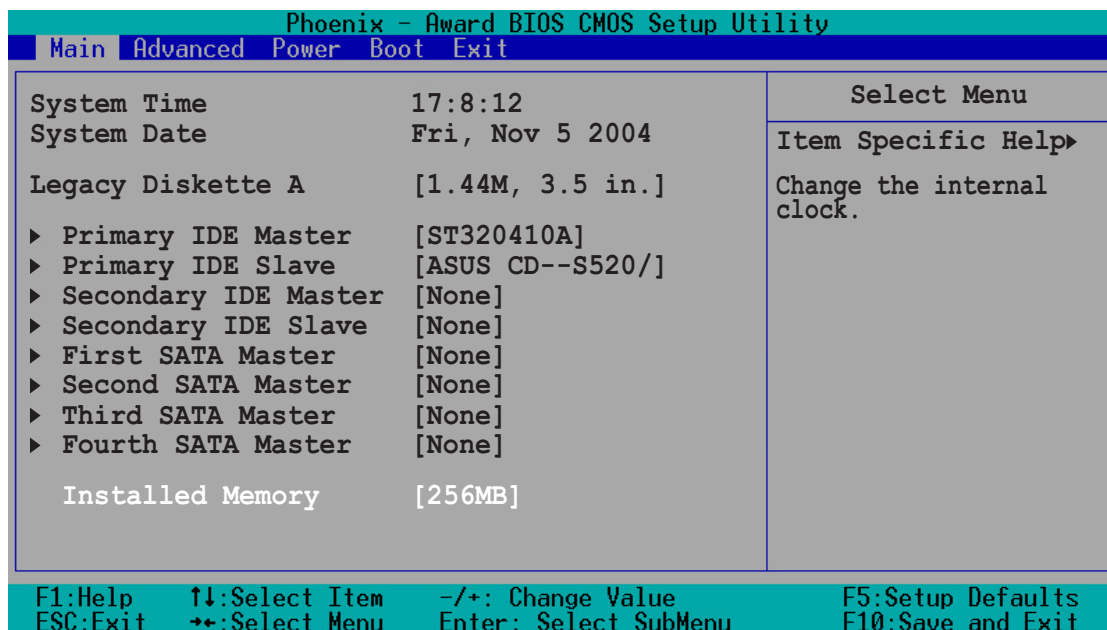 Phoenix - Award BIOS CMOS Setup Utility
Main Advanced Power Boot Exit
System Time 17:8:12
System Date Fri, Nov 5 2004
Legacy Diskette A [1.44M, 3.5 in.]
▶ Primary IDE Master [ST320410A]
▶ Primary IDE Slave [ASUS CD--S520/]
▶ Secondary IDE Master [None]
▶ Secondary IDE Slave [None]
▶ First SATA Master [None]
▶ Second SATA Master [None]
▶ Third SATA Master [None]
▶ Fourth SATA Master [None]
Installed Memory [256MB]
Select Menu
Item Specific Help▶
Change the internal
clock.
F1:Help ↑↓:Select Item -/+: Change Value F5:Setup Defaults
ESC:Exit →←:Select Menu Enter: Select SubMenu F10:Save and Exit